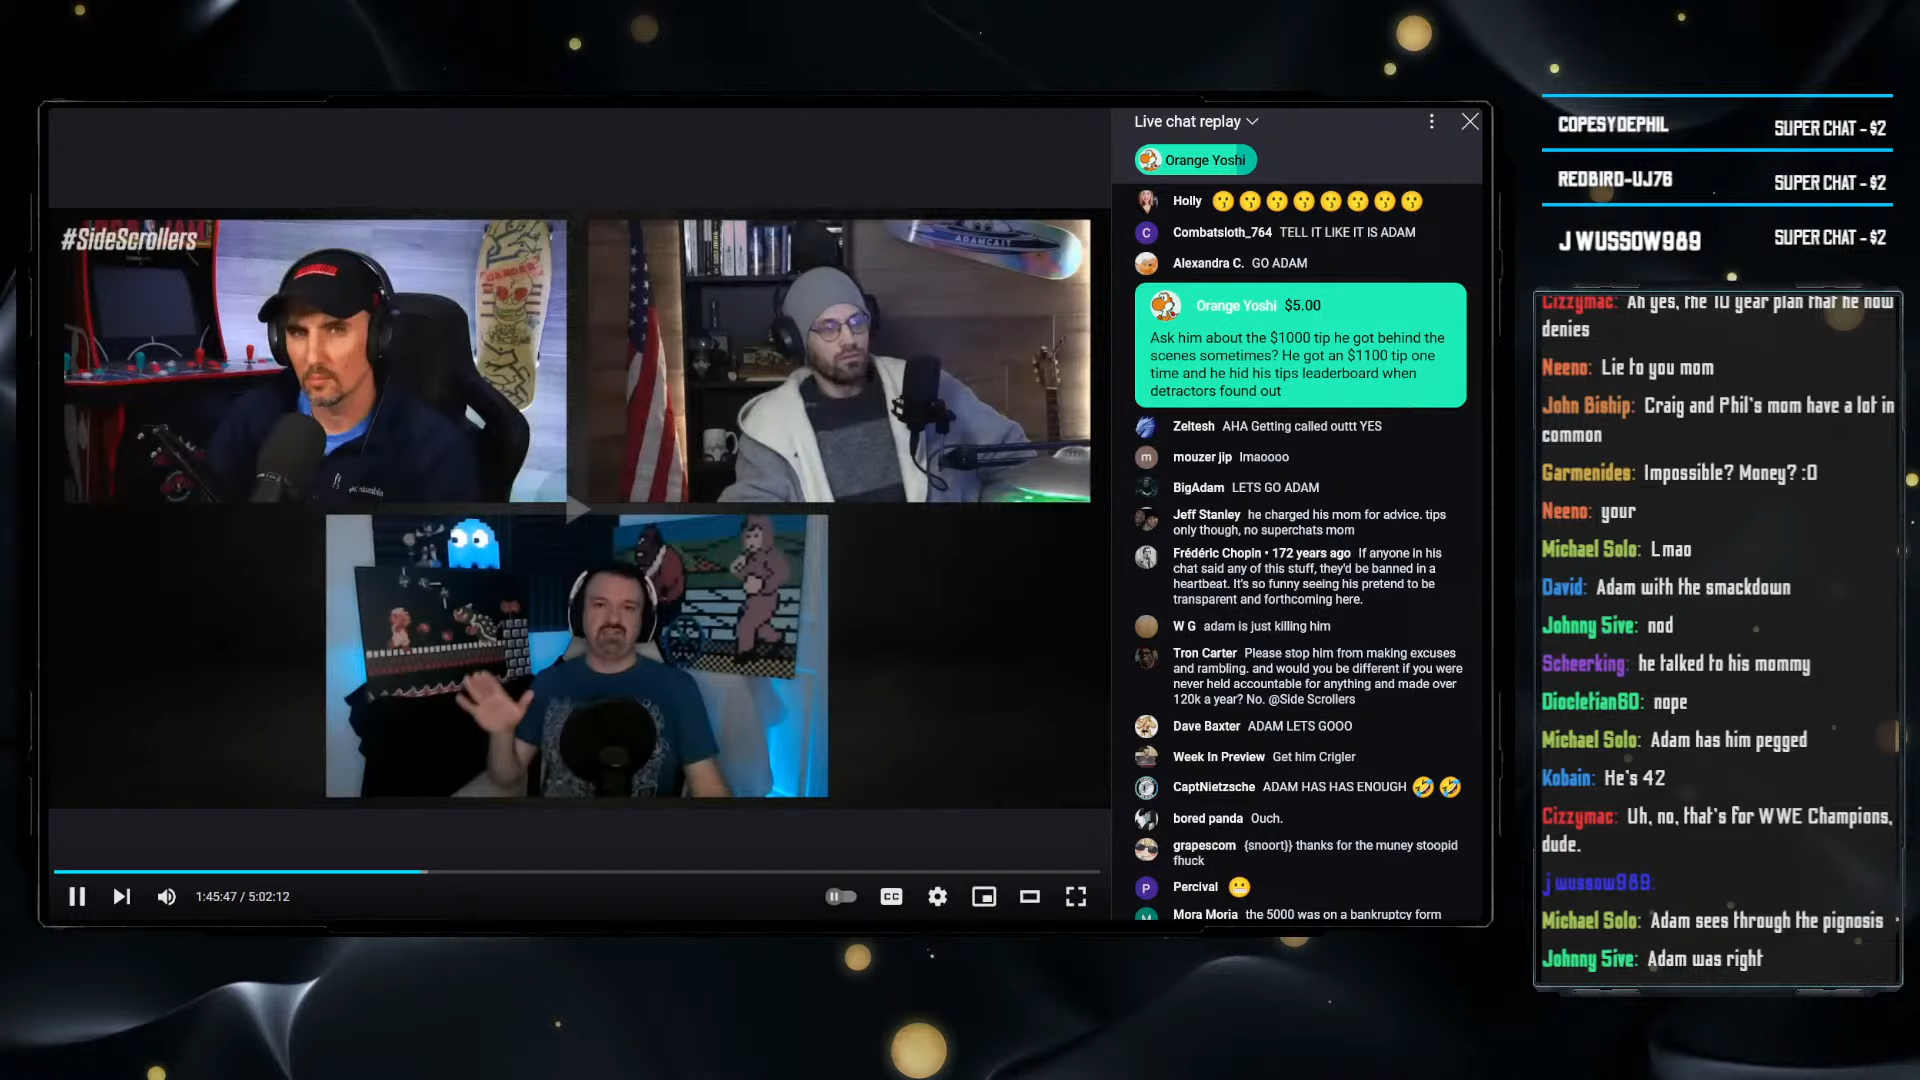 #SideScrollers
ADAMCAST
Columbia
1:45:47 / 5:02:12
CC
Live chat replay
Orange Yoshi
Holly
Combatsloth_764 TELL IT LIKE IT IS ADAM
Alexandra C. GO ADAM
Orange Yoshi $5.00
Ask him about the $1000 tip he got behind the
scenes sometimes? He got an $1100 tip one
time and he hid his tips leaderboard when
detractors found out
Zeltesh AHA Getting called outtt YES
m mouzer jip lmaoooo
BigAdam LETS GO ADAM
Jeff Stanley he charged his mom for advice. tips
only though, no superchats mom
Frédéric Chopin • 172 years ago If anyone in his
chat said any of this stuff, they'd be banned in a
heartbeat. It's so funny seeing his pretend to be
transparent and forthcoming here.
W G adam is just killing him
Tron Carter Please stop him from making excuses
and rambling. and would you be different if you were
never held accountable for anything and made over
120k a year? No. @Side Scrollers
Dave Baxter ADAM LETS GOOO
Week In Preview Get him Crigler
CaptNietzsche ADAM HAS HAS ENOUGH
bored panda Ouch.
grapescom {snoort}} thanks for the muney stoopid
fhuck
P Percival
Mora Moria the 5000 was on a bankruptcy form
COPESYDEPHIL SUPER CHAT - $2
REDBIRD-UJ76 SUPER CHAT - $2
J WUSSOW989 SUPER CHAT - $2
Cizzymac: Ah yes, the 10 year plan that he now
denies
Neeno: Lie to you mom
John Biship: Craig and Phil's mom have a lot in
common
Garmenides: Impossible? Money? :O
Neeno: your
Michael Solo: Lmao
David: Adam with the smackdown
Johnny 5ive: nod
Scheerking: he talked to his mommy
Diocletian60: nope
Michael Solo: Adam has him pegged
Kobain: He's 42
Cizzymac: Uh, no, that's for WWE Champions,
dude.
j wussow989:
Michael Solo: Adam sees through the pignosis
Johnny 5ive: Adam was right